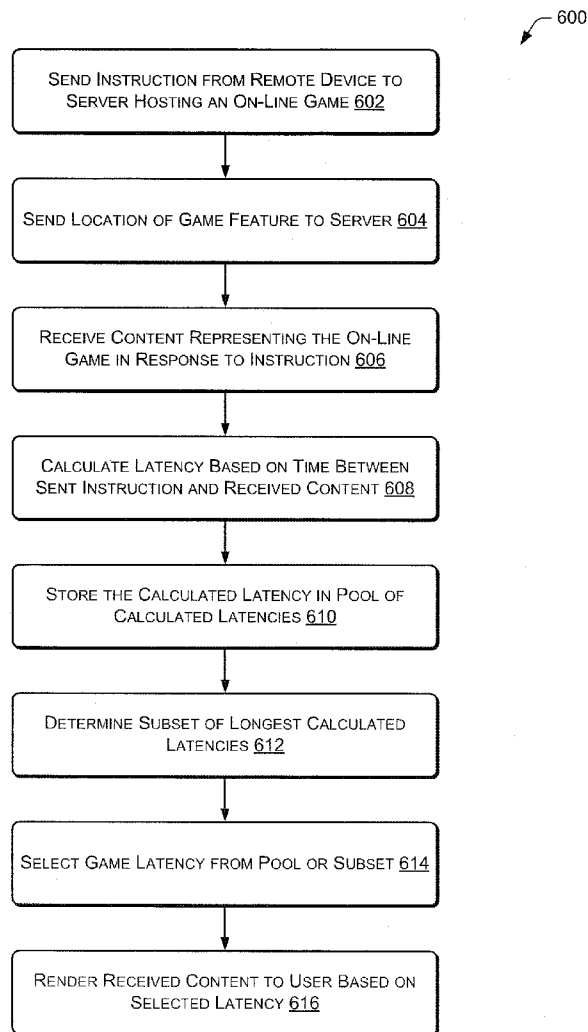 600
SEND INSTRUCTION FROM REMOTE DEVICE TO
SERVER HOSTING AN ON-LINE GAME 602
SEND LOCATION OF GAME FEATURE TO SERVER 604
RECEIVE CONTENT REPRESENTING THE ON-LINE
GAME IN RESPONSE TO INSTRUCTION 606
CALCULATE LATENCY BASED ON TIME BETWEEN
SENT INSTRUCTION AND RECEIVED CONTENT 608
STORE THE CALCULATED LATENCY IN POOL OF
CALCULATED LATENCIES 610
DETERMINE SUBSET OF LONGEST CALCULATED
LATENCIES 612
SELECT GAME LATENCY FROM POOL OR SUBSET 614
RENDER RECEIVED CONTENT TO USER BASED ON
SELECTED LATENCY 616